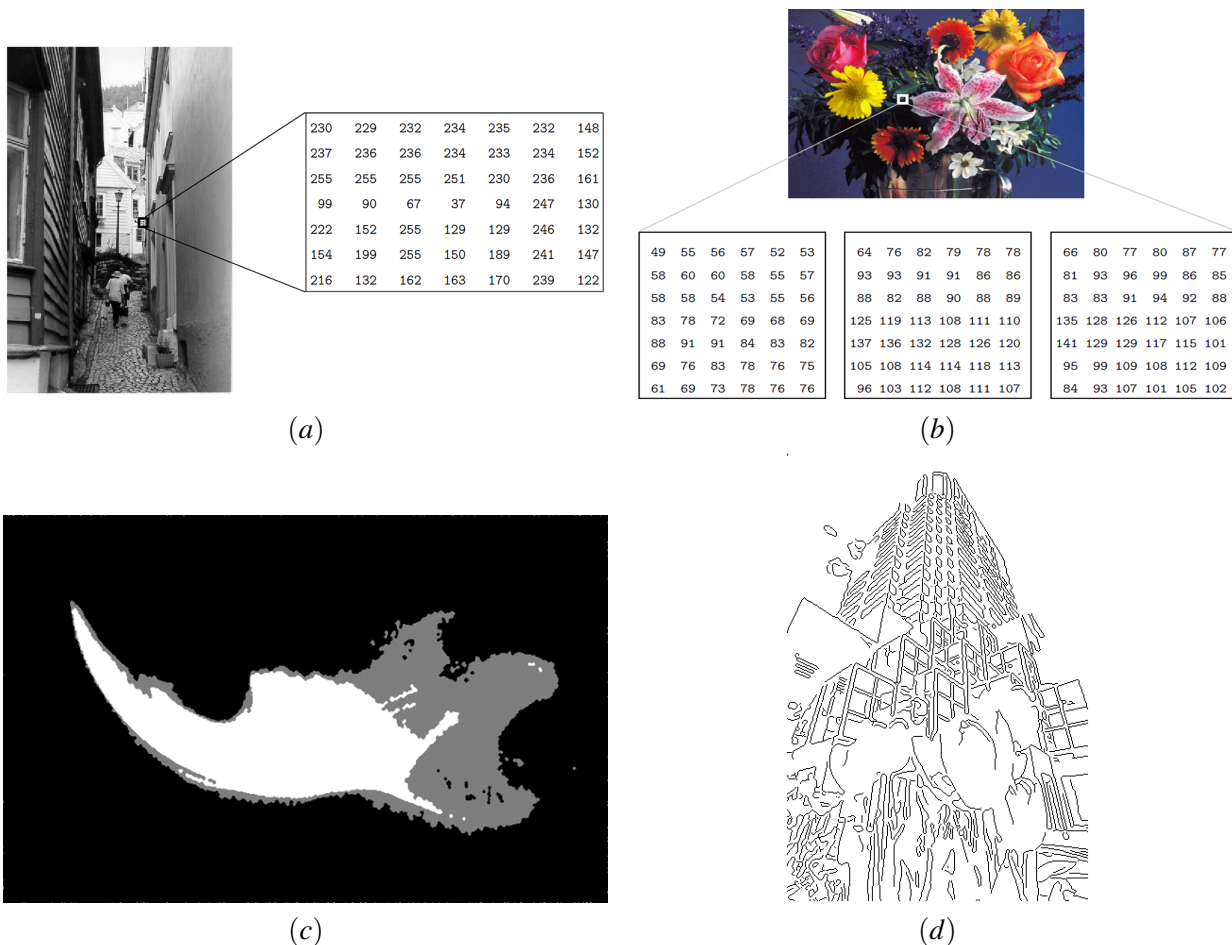 230 229 232 234 235 232 148
237 236 236 234 233 234 152
255 255 255 251 230 236 161
99 90 67 37 94 247 130
222 152 255 129 129 246 132
154 199 255 150 189 241 147
216 132 162 163 170 239 122
(a)
49 55 56 57 52 53
58 60 60 58 55 57
58 58 54 53 55 56
83 78 72 69 68 69
88 91 91 84 83 82
69 76 83 78 76 75
61 69 73 78 76 76
64 76 82 79 78 78
93 93 91 91 86 86
88 82 88 90 88 89
125 119 113 108 111 110
137 136 132 128 126 120
105 108 114 114 118 113
96 103 112 108 111 107
66 80 77 80 87 77
81 93 96 99 86 85
83 83 91 94 92 88
135 128 126 112 107 106
141 129 129 117 115 101
95 99 109 108 112 109
84 93 107 101 105 102
(b)
(c)
(d)